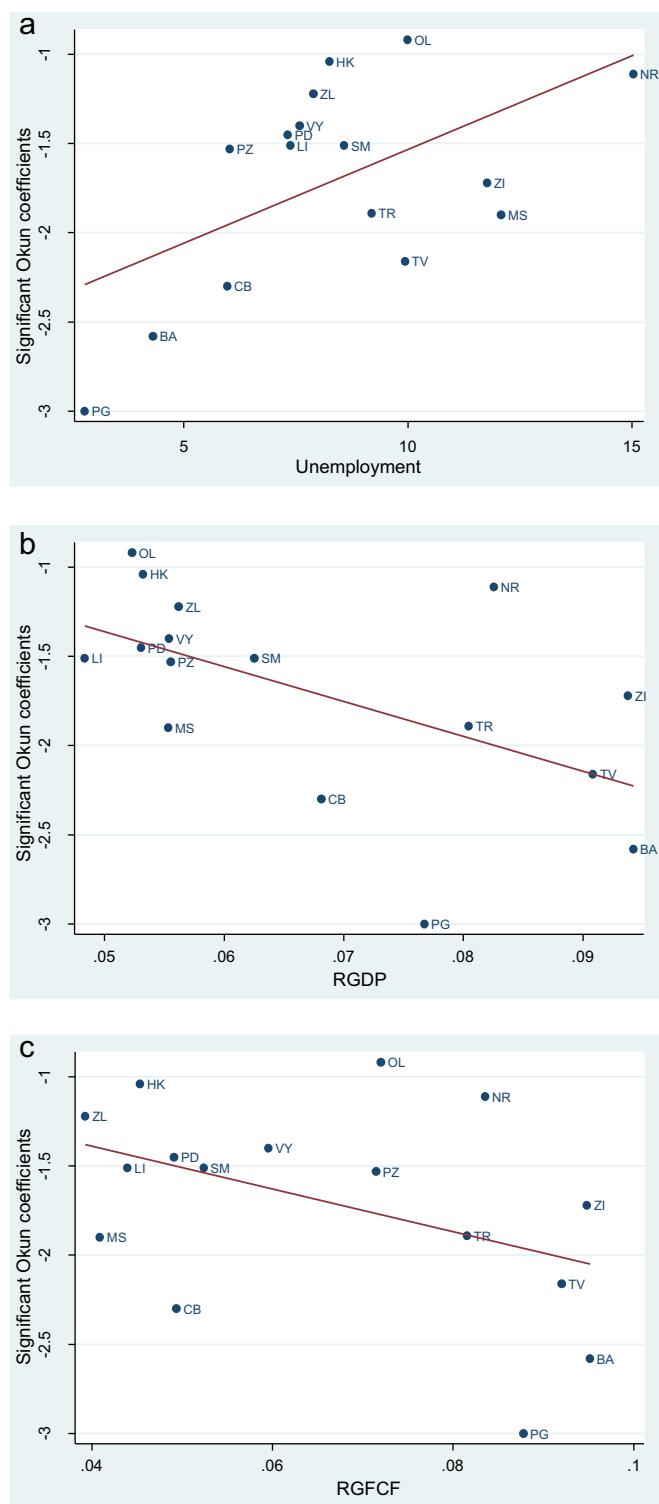 a
Significant Okun coefficients
-1
-1.5
-2
-2.5
-3
OL
HK
NR
ZL
VY
PD
LI
SM
PZ
ZI
TR
MS
TV
CB
BA
PG
5
10
15
Unemployment
b
Significant Okun coefficients
-1
-1.5
-2
-2.5
-3
OL
HK
NR
ZL
VY
PD
LI
PZ
SM
ZI
MS
TR
TV
CB
BA
PG
.05
.06
.07
.08
.09
RGDP
c
Significant Okun coefficients
-1
-1.5
-2
-2.5
-3
OL
HK
NR
ZL
VY
PD
LI
SM
PZ
ZI
MS
TR
TV
CB
BA
PG
.04
.06
.08
.1
RGFCF